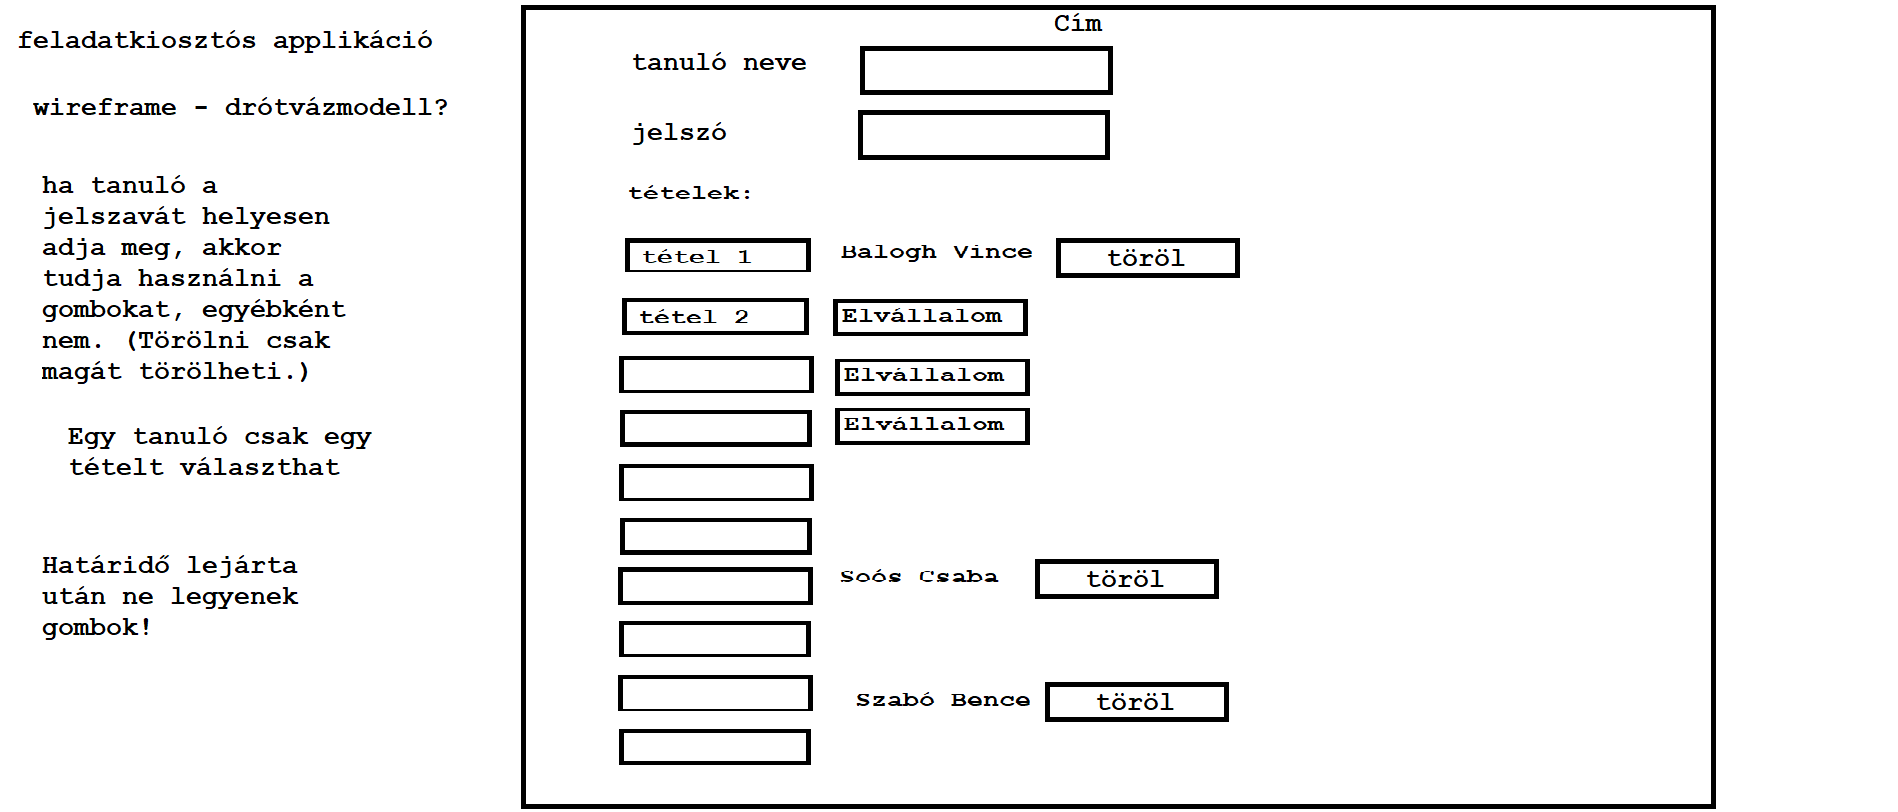 feladatkiosztós applikáció
wireframe - drótvázmodell?
ha tanuló a
jelszavát helyesen
adja meg, akkor
tudja használni a
gombokat, egyébként
nem. (Törölni csak
magát törölheti.)
Egy tanuló csak egy
tételt választhat
Határidő lejárta
után ne legyenek
gombok!
Cím
tanuló neve
jelszó
tételek:
tétel 1 Balogh Vince töröl
tétel 2 Elvállalom
Elvállalom
Elvállalom
Soós Csaba töröl
Szabó Bence töröl